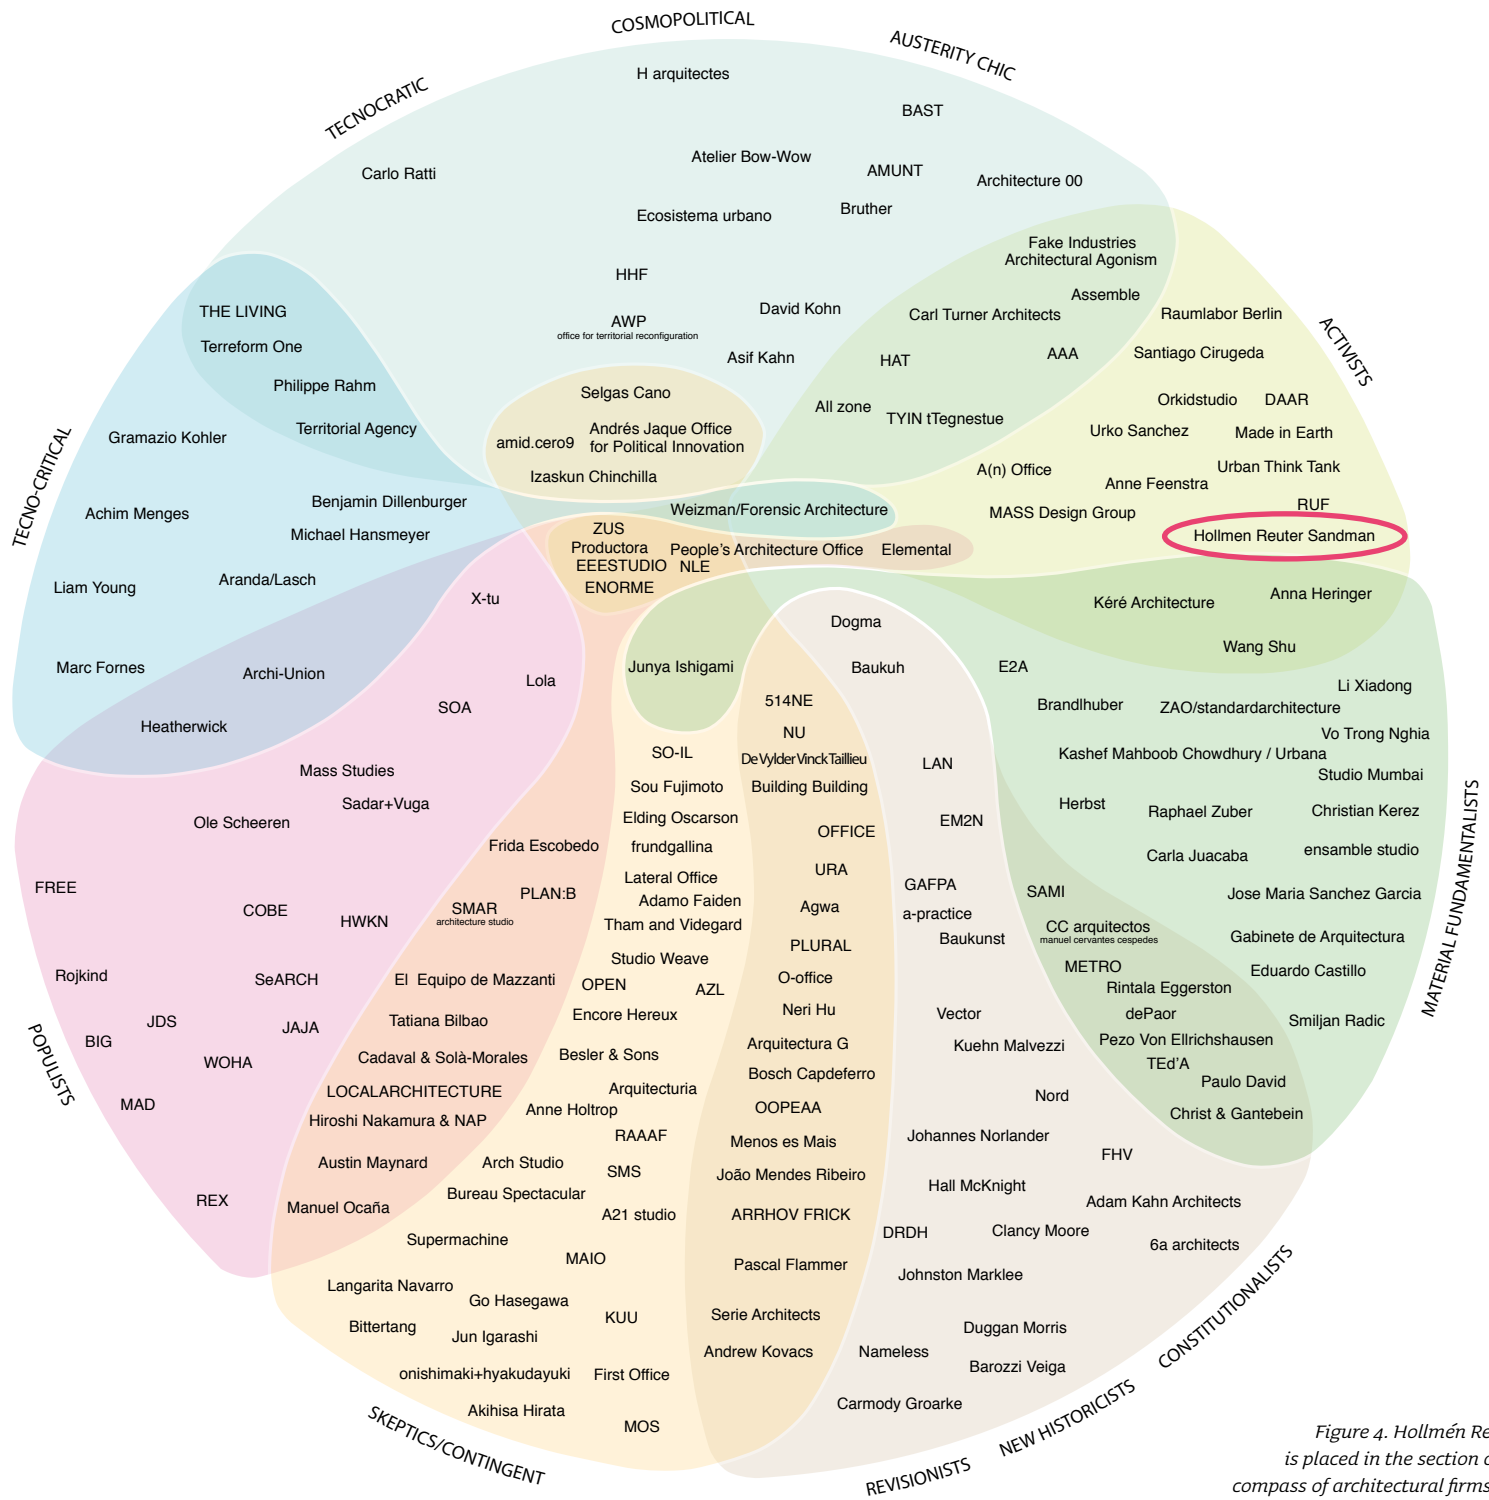 COSMOPOLITICAL
AUSTERITY CHIC
TECNOCRATIC
H arquitectes
BAST
Atelier Bow-Wow
AMUNT
Carlo Ratti
Architecture 00
Bruther
Ecosistema urbano
Fake Industries
Architectural Agonism
HHF
Assemble
David Kohn
Carl Turner Architects
THE LIVING
Raumlabor Berlin
ACTIVISTS
AWP
office for territorial reconfiguration
Terreform One
Asif Kahn
HAT
AAA
Santiago Cirugeda
Philippe Rahm
Selgas Cano
All zone
TYIN tTegnestue
Orkidstudio
DAAR
Territorial Agency
Andrés Jaque Office
for Political Innovation
amid.cero9
Urko Sanchez
Made in Earth
Gramazio Kohler
TECNO-CRITICAL
Izaskun Chinchilla
A(n) Office
Urban Think Tank
Anne Feenstra
Benjamin Dillenburger
Weizman/Forensic Architecture
MASS Design Group
RUF
Achim Menges
Michael Hansmeyer
ZUS
Hollmen Reuter Sandman
Productora
People's Architecture Office
Elemental
EEESTUDIO
NLE
ENORME
Liam Young
Aranda/Lasch
X-tu
Kéré Architecture
Anna Heringer
Dogma
Wang Shu
Marc Fornes
Archi-Union
Junya Ishigami
Baukuh
E2A
Lola
Li Xiadong
SOA
514NE
Brandlhuber
ZAO/standardarchitecture
Heatherwick
NU
Vo Trong Nghia
SO-IL
De Vylder Vinck Taillieu
LAN
Kashef Mahboob Chowdhury / Urbana
Mass Studies
Studio Mumbai
Sou Fujimoto
Building Building
Sadar+Vuga
Herbst
Raphael Zuber
Christian Kerez
Ole Scheeren
Elding Oscarson
OFFICE
EM2N
Frida Escobedo
frundgallina
Carla Juacaba
ensamble studio
MATERIAL FUNDAMENTALISTS
URA
FREE
Lateral Office
GAFPA
SAMI
Jose Maria Sanchez Garcia
PLAN:B
Adamo Faiden
COBE
HWKN
SMAR
architecture studio
Agwa
a-practice
CC arquitectos
manuel cervantes cespedes
Tham and Videgard
Baukunst
Gabinete de Arquitectura
PLURAL
Studio Weave
METRO
Eduardo Castillo
Rojkind
SeARCH
El Equipo de Mazzanti
OPEN
AZL
O-office
Rintala Eggerston
Neri Hu
Encore Hereux
Vector
dePaor
Smiljan Radic
JDS
JAJA
Tatiana Bilbao
BIG
Arquitectura G
Kuehn Malvezzi
Pezo Von Ellrichshausen
POPULISTS
WOHA
Cadaval & Solà-Morales
Besler & Sons
TEd'A
Bosch Capdeferro
Paulo David
LOCALARCHITECTURE
Arquitecturia
Nord
MAD
Anne Holtrop
OOPEAA
Christ & Gantebein
Hiroshi Nakamura & NAP
RAAAF
Menos es Mais
Johannes Norlander
FHV
Austin Maynard
Arch Studio
SMS
João Mendes Ribeiro
Hall McKnight
REX
Manuel Ocaña
Bureau Spectacular
A21 studio
ARRHOV FRICK
Adam Kahn Architects
DRDH
Clancy Moore
6a architects
Supermachine
MAIO
Pascal Flammer
Johnston Marklee
Langarita Navarro
Go Hasegawa
KUU
Serie Architects
Bittertang
Jun Igarashi
Duggan Morris
CONSTITUTIONALISTS
Andrew Kovacs
Nameless
Barozzi Veiga
onishimaki+hyakudayuki
First Office
Carmody Groarke
Akihisa Hirata
MOS
NEW HISTORICISTS
SKEPTICS/CONTINGENT
REVISIONISTS
Figure 4. Hollmén Re
is placed in the section
compass of architectural firms